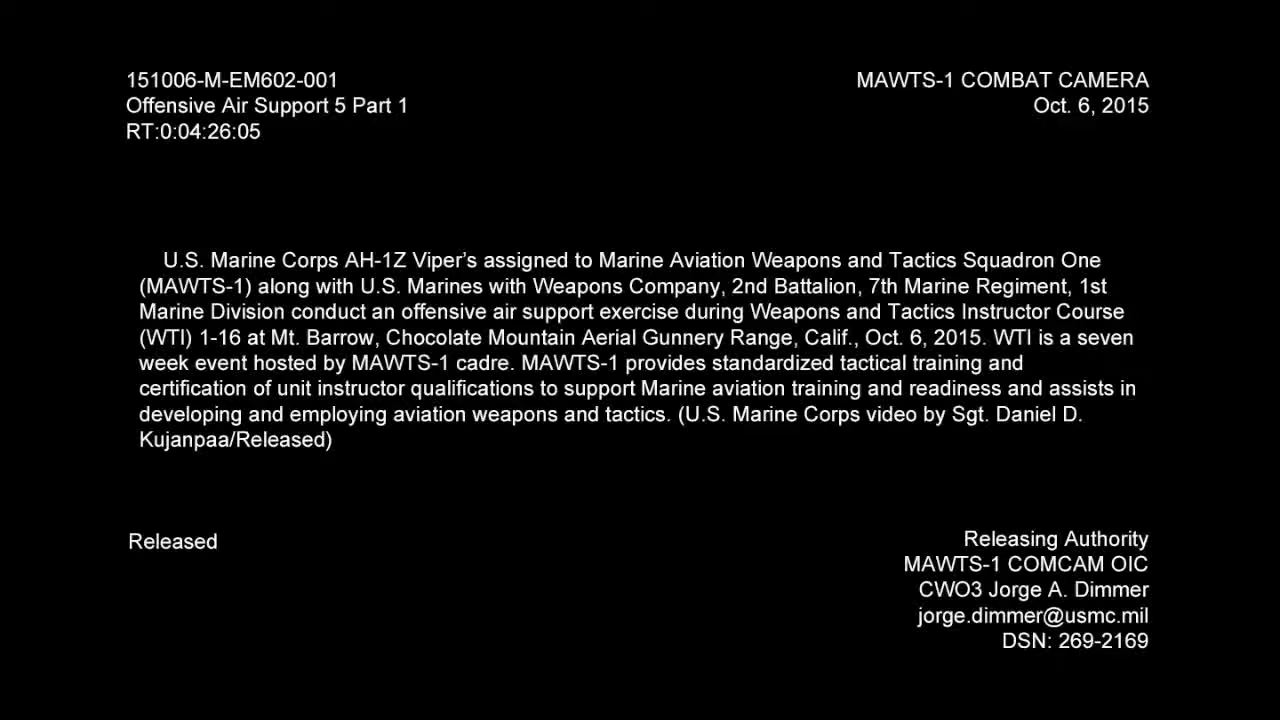 151006-M-EM602-001
Offensive Air Support 5 Part 1
RT:0:04:26:05
MAWTS-1 COMBAT CAMERA
Oct. 6, 2015
U.S. Marine Corps AH-1Z Viper's assigned to Marine Aviation Weapons and Tactics Squadron One
(MAWTS-1) along with U.S. Marines with Weapons Company, 2nd Battalion, 7th Marine Regiment, 1st
Marine Division conduct an offensive air support exercise during Weapons and Tactics Instructor Course
(WTI) 1-16 at Mt. Barrow, Chocolate Mountain Aerial Gunnery Range, Calif., Oct. 6, 2015. WTI is a seven
week event hosted by MAWTS-1 cadre. MAWTS-1 provides standardized tactical training and
certification of unit instructor qualifications to support Marine aviation training and readiness and assists in
developing and employing aviation weapons and tactics. (U.S. Marine Corps video by Sgt. Daniel D.
Kujanpaa/Released)
Released
Releasing Authority
MAWTS-1 COMCAM OIC
CWO3 Jorge A. Dimmer
jorge.dimmer@usmc.mil
DSN: 269-2169